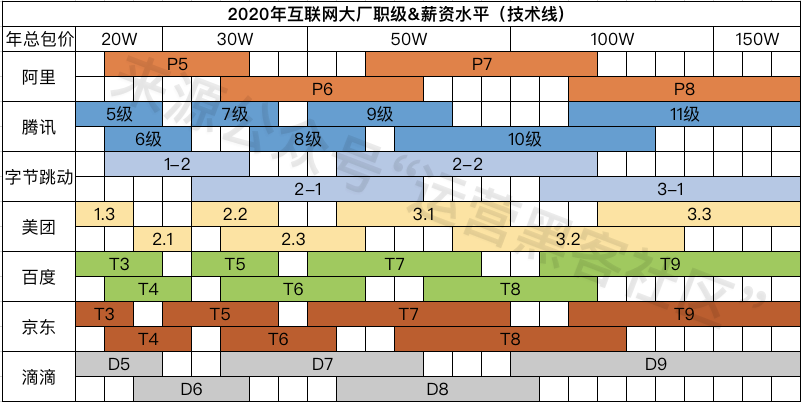 2020年互联网大厂职级&薪资水平（技术线）
年总包价 20W 30W 50W 100W 150W
阿里
P5 P7
P6 P8
腾讯
5级 7级 9级 11级
6级 8级 10级
字节跳动
1-2 2-2
2-1 3-1
美团
1.3 2.2 3.1 3.3
2.1 2.3 3.2
百度
T3 T5 T7 T9
T4 T6 T8
京东
T3 T5 T7 T9
T4 T6 T8
滴滴
D5 D7 D9
D6 D8
来源公众号“运营黑客社区”